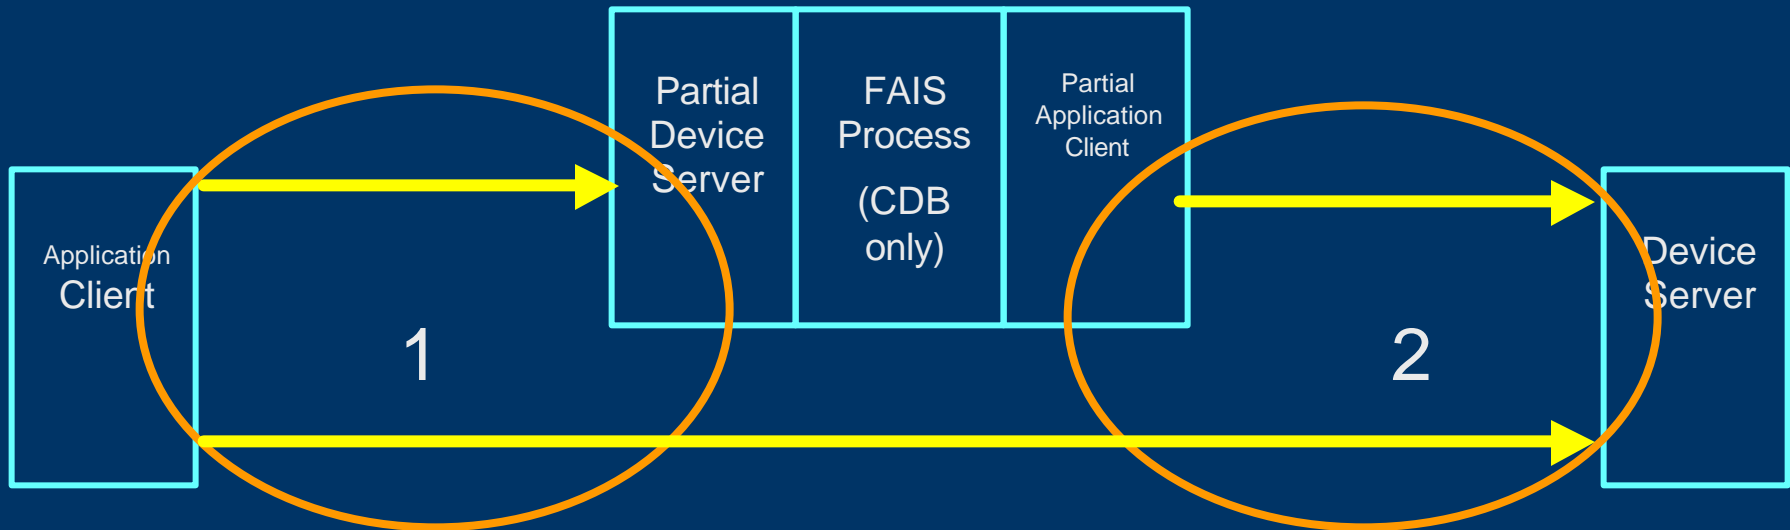 Application
Client
1
Partial
Device
Server
FAIS
Process
(CDB
only)
Partial
Application
Client
2
Device
Server